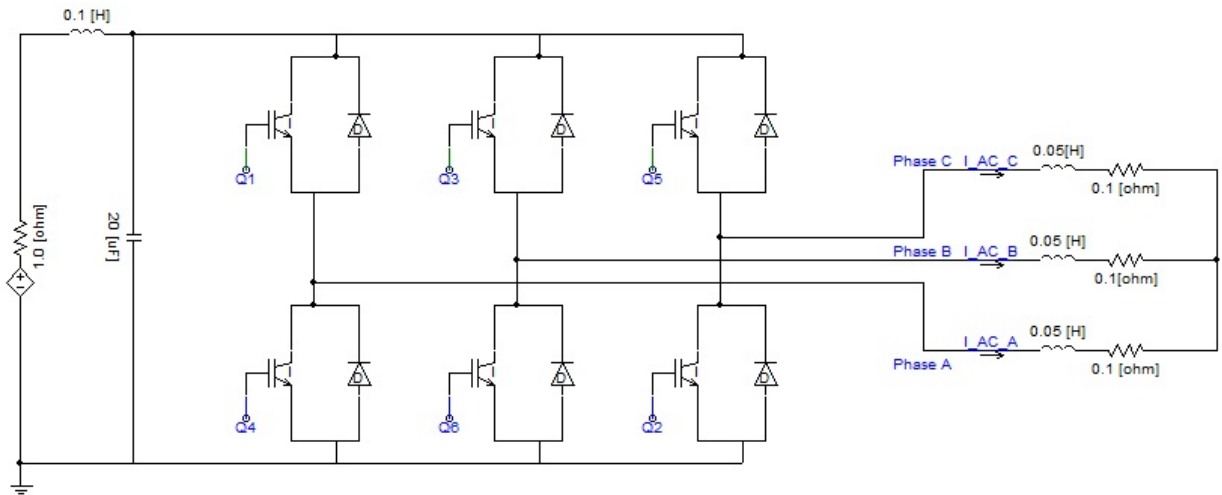 0.1 [H]
1.0 [ohm]
20 [uF]
D
D
D
Q1
Q3
Q5
Phase C I_AC_C 0.05[H]
0.1 [ohm]
Phase B I_AC_B 0.05 [H]
0.1[ohm]
Phase A I_AC_A 0.05 [H]
0.1 [ohm]
D
D
D
Q4
Q6
Q2